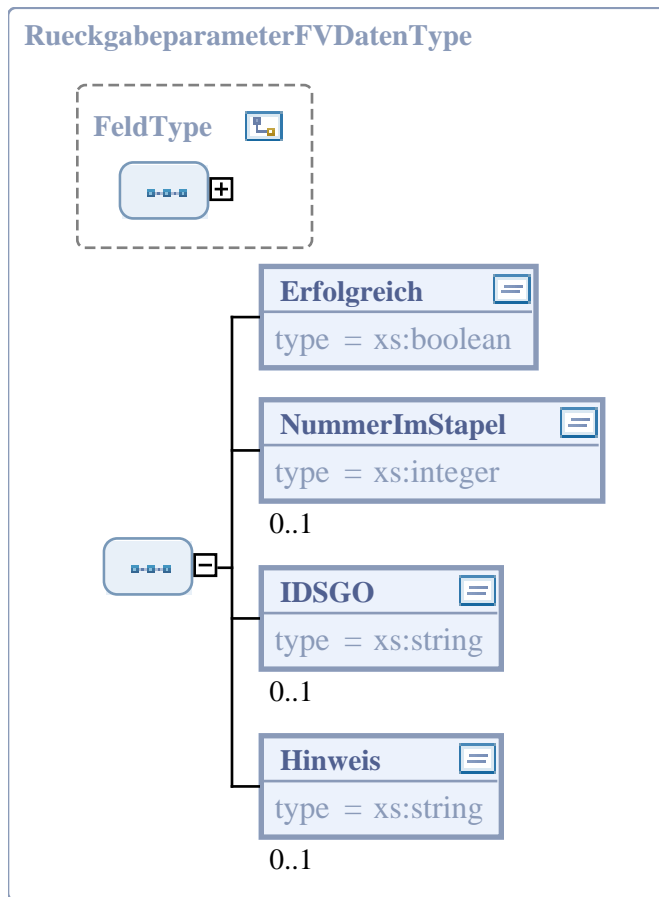 RueckgabeparameterFVDatenType
FeldType
Erfolgreich
type = xs:boolean
NummerImStapel
type = xs:integer
0..1
IDSGO
type = xs:string
0..1
Hinweis
type = xs:string
0..1